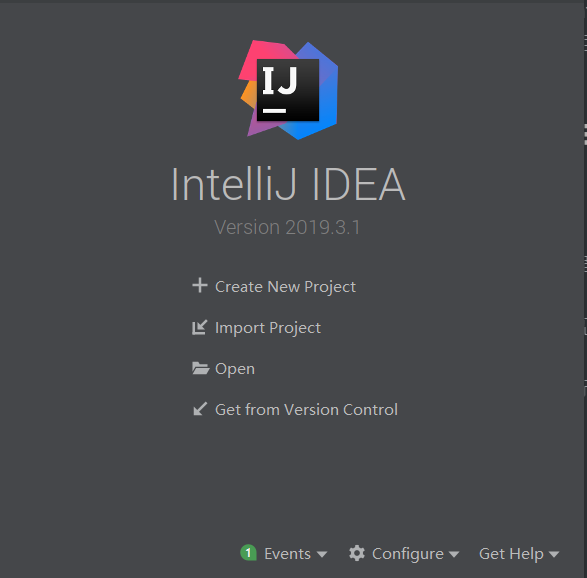 IJ
IntelliJ IDEA
Version 2019.3.1
Create New Project
Import Project
Open
Get from Version Control
1 Events Configure Get Help